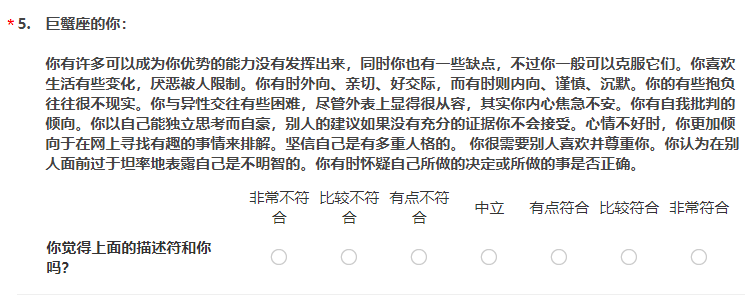 *5. 巨蟹座的你：
你有许多可以成为你优势的能力没有发挥出来，同时你也有一些缺点，不过你一般可以克服它们。你喜欢
生活有些变化，厌恶被人限制。你有时外向、亲切、好交际，而有时则内向、谨慎、沉默。你的有些抱负
往往很不现实。你与异性交往有些困难，尽管外表上显得很从容，其实你内心焦急不安。你有自我批判的
倾向。你以自己能独立思考而自豪，别人的建议如果没有充分的证据你不会接受。心情不好时，你更加倾
向于在网上寻找有趣的事情来排解。坚信自己是有多重人格的。 你很需要别人喜欢并尊重你。你认为在别
人面前过于坦率地表露自己是不明智的。你有时怀疑自己所做的决定或所做的事是否正确。
非常不符 比较不符 有点不符 中立 有点符合 比较符合 非常符合
合 合 合
你觉得上面的描述符和你
吗？